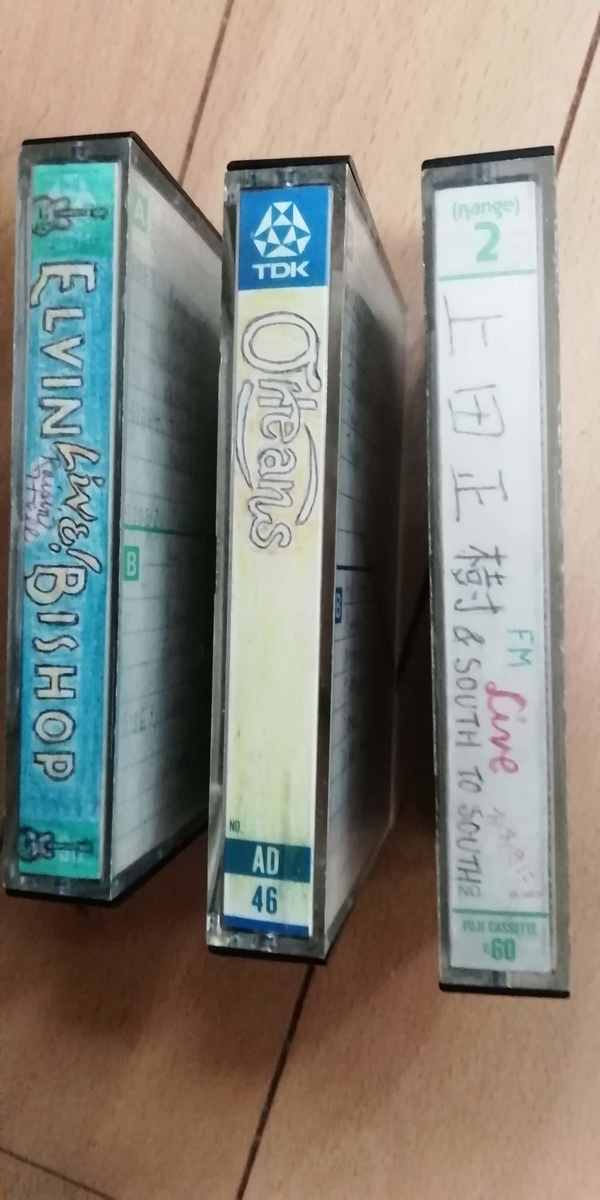 ELVIN
Live!
BISHOP
A
B
TDK
Orleans
NO.
AD
46
B
(Range)
2
上田正樹 & SOUTH TO SOUTH
FM
Live
NO.
FUJI CASSETTE
60